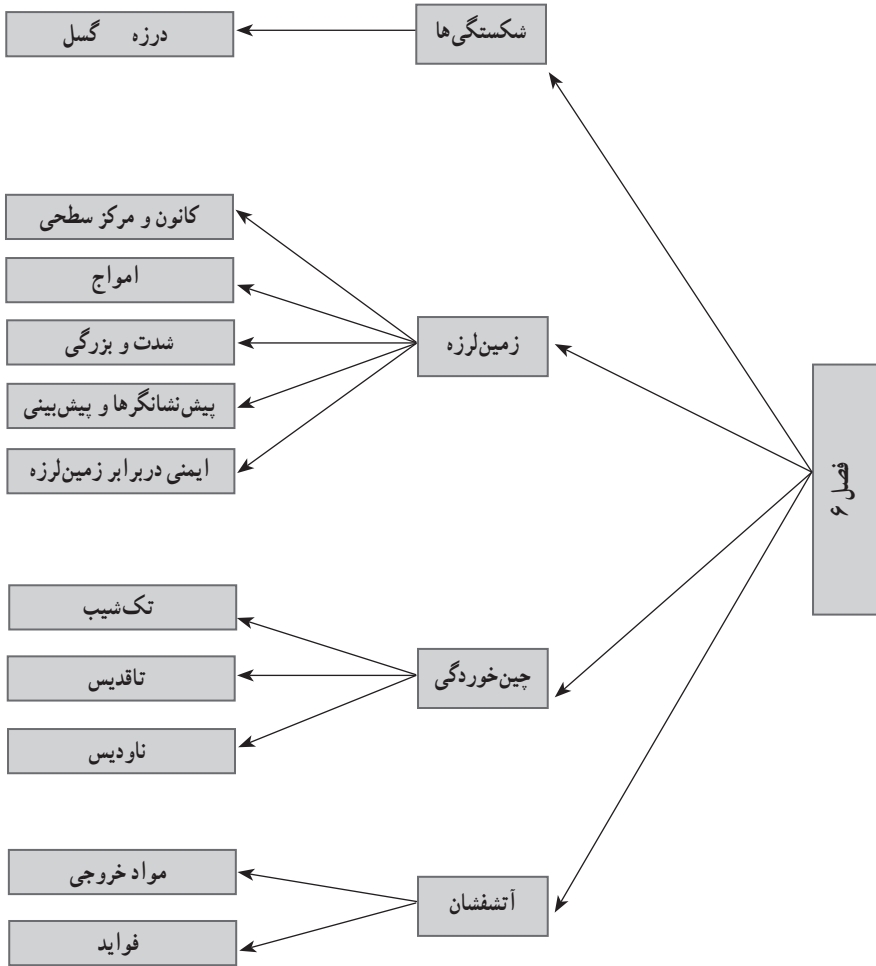 فصل ۶
شکستگی‌ها
درزه گسل
زمین‌لرزه
کانون و مرکز سطحی
امواج
شدت و بزرگی
پیش‌نشانگرها و پیش‌بینی
ایمنی دربرابر زمین‌لرزه
چین‌خوردگی
تک‌شیب
تاقدیس
ناودیس
آتشفشان
مواد خروجی
فواید